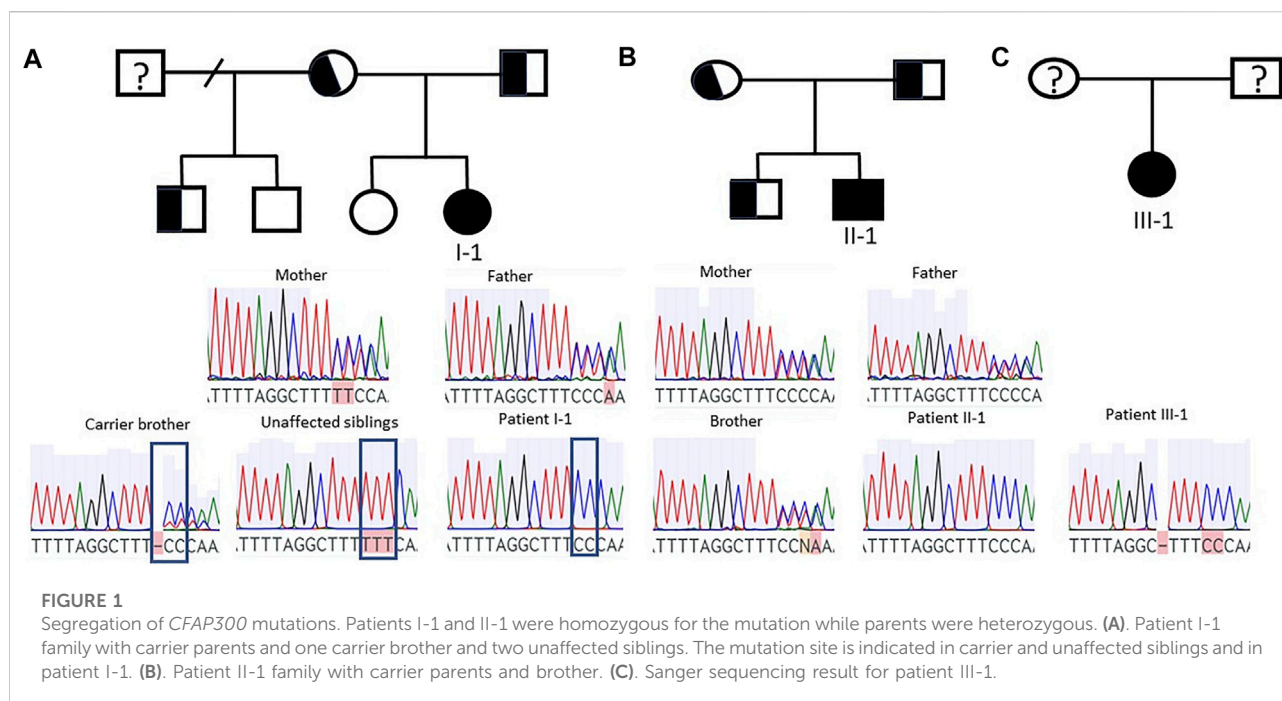 A
B
C
?
?
?
I-1
II-1
III-1
Mother
Father
Mother
Father
.TTTTAGGCTTTTTCCA.
.TTTTAGGCTTTCCCAA
TTTTAGGCTTTCCCCAA
.TTTTAGGCTTTCCCCA
Carrier brother
Unaffected siblings
Patient I-1
Brother
Patient II-1
Patient III-1
TTTTAGGCTTT-CCCAA
.TTTTAGGCTTTTTTCA.
.TTTTAGGCTTTCCCAA
.TTTTAGGCTTTCCNAA.
.TTTTAGGCTTTCCCA.
TTTTAGGC-TTTCCCAA
FIGURE 1
Segregation of CFAP300 mutations. Patients I-1 and II-1 were homozygous for the mutation while parents were heterozygous. (A). Patient I-1
family with carrier parents and one carrier brother and two unaffected siblings. The mutation site is indicated in carrier and unaffected siblings and in
patient I-1. (B). Patient II-1 family with carrier parents and brother. (C). Sanger sequencing result for patient III-1.